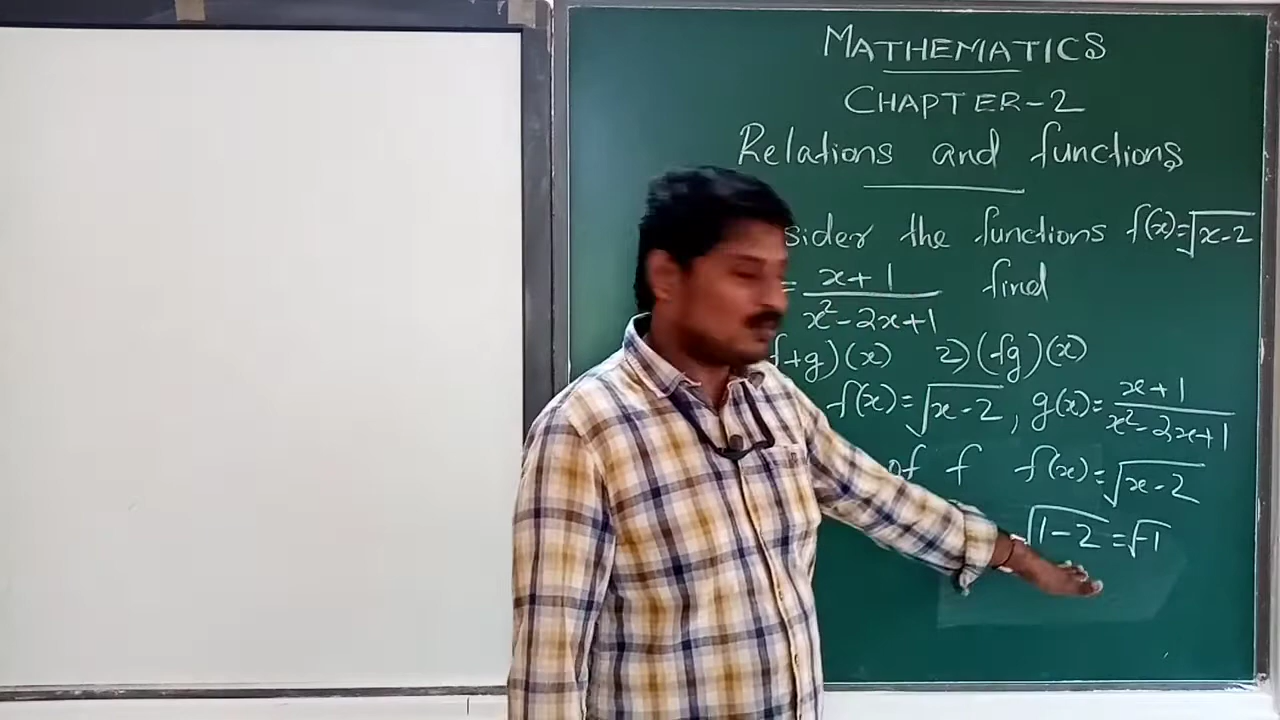 MATHEMATICS
CHAPTER-2
Relations and functions
sider the functions f(x)=√x-2
= x+1/x²-2x+1 find
+g)(x) 2) (fg)(x)
f(x)=√x-2, g(x)= x+1/x²-2x+1
of f f(x)=√x-2
√1-2 =√-1